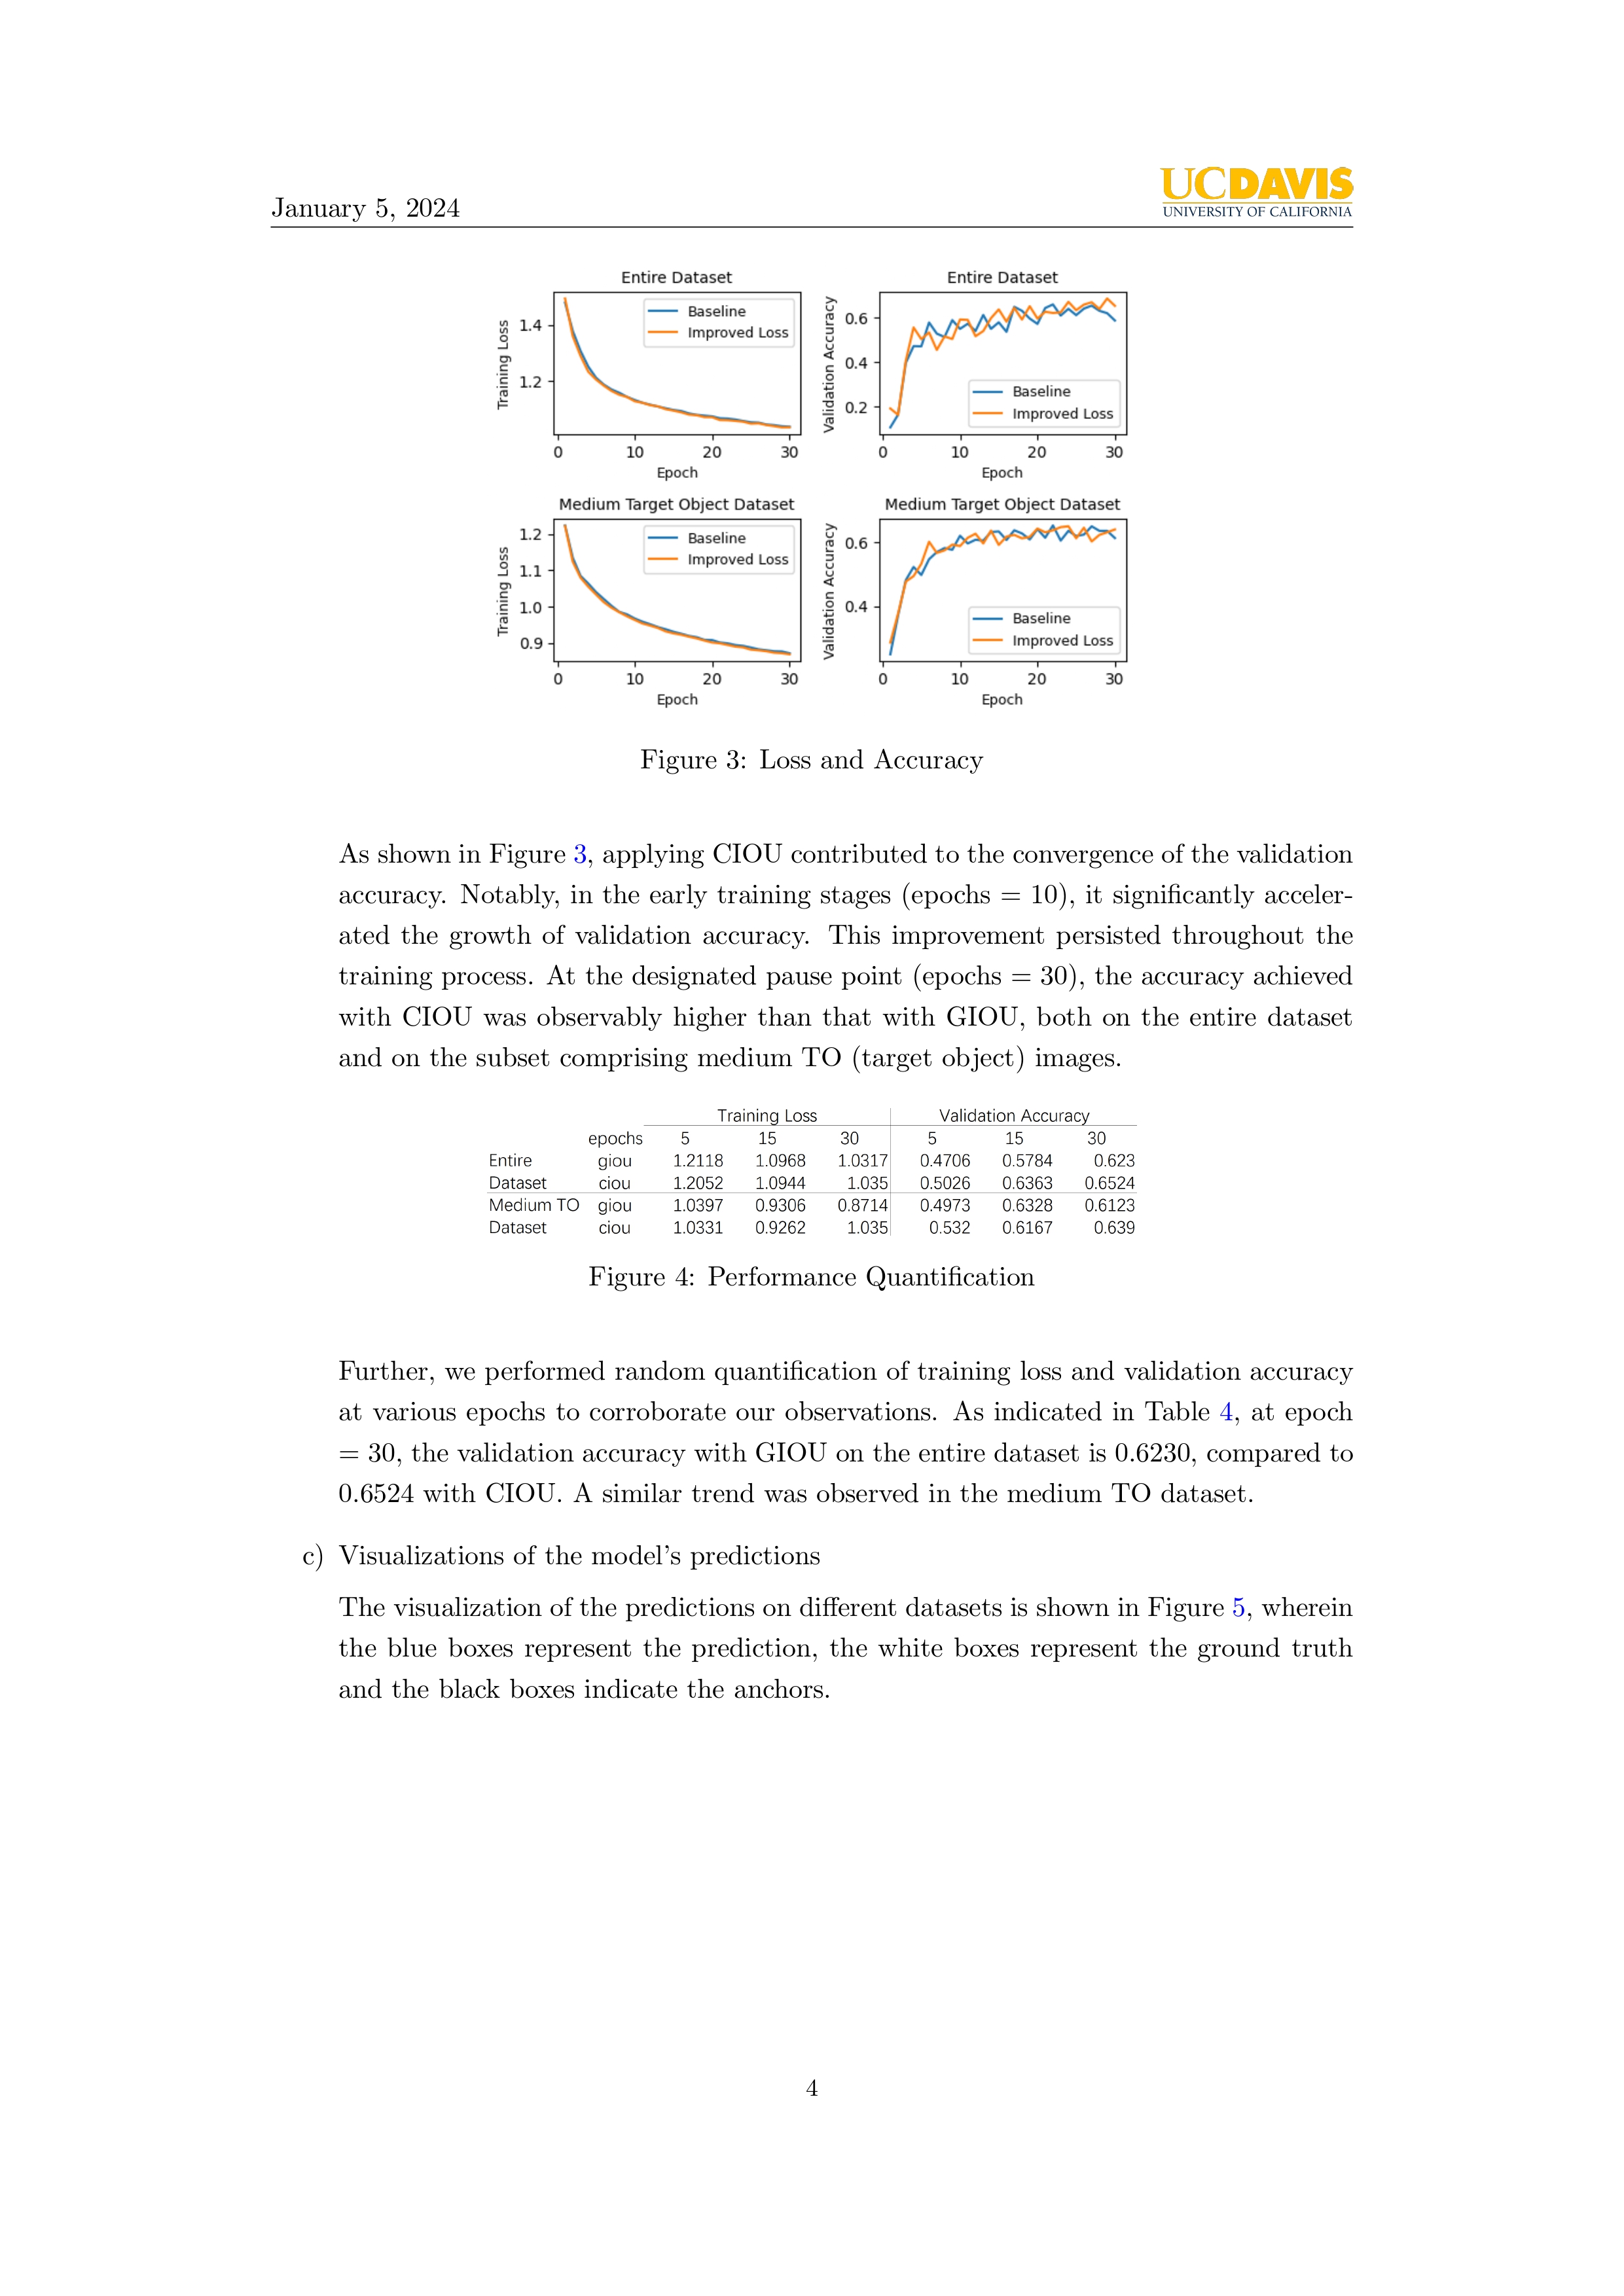 January 5, 2024
UCDAVIS
UNIVERSITY OF CALIFORNIA
Entire Dataset
Training Loss
1.4
1.2
Baseline
Improved Loss
0 10 20 30
Epoch
Entire Dataset
Validation Accuracy
0.6
0.4
0.2
Baseline
Improved Loss
0 10 20 30
Epoch
Medium Target Object Dataset
Training Loss
1.2
1.1
1.0
0.9
Baseline
Improved Loss
0 10 20 30
Epoch
Medium Target Object Dataset
Validation Accuracy
0.6
0.4
Baseline
Improved Loss
0 10 20 30
Epoch
Figure 3: Loss and Accuracy
As shown in Figure 3, applying CIOU contributed to the convergence of the validation
accuracy. Notably, in the early training stages (epochs = 10), it significantly acceler-
ated the growth of validation accuracy. This improvement persisted throughout the
training process. At the designated pause point (epochs = 30), the accuracy achieved
with CIOU was observably higher than that with GIOU, both on the entire dataset
and on the subset comprising medium TO (target object) images.
Training Loss Validation Accuracy
epochs 5 15 30 5 15 30
Entire giou 1.2118 1.0968 1.0317 0.4706 0.5784 0.623
Dataset ciou 1.2052 1.0944 1.035 0.5026 0.6363 0.6524
Medium TO giou 1.0397 0.9306 0.8714 0.4973 0.6328 0.6123
Dataset ciou 1.0331 0.9262 1.035 0.532 0.6167 0.639
Figure 4: Performance Quantification
Further, we performed random quantification of training loss and validation accuracy
at various epochs to corroborate our observations. As indicated in Table 4, at epoch
= 30, the validation accuracy with GIOU on the entire dataset is 0.6230, compared to
0.6524 with CIOU. A similar trend was observed in the medium TO dataset.
c) Visualizations of the model's predictions
The visualization of the predictions on different datasets is shown in Figure 5, wherein
the blue boxes represent the prediction, the white boxes represent the ground truth
and the black boxes indicate the anchors.
4